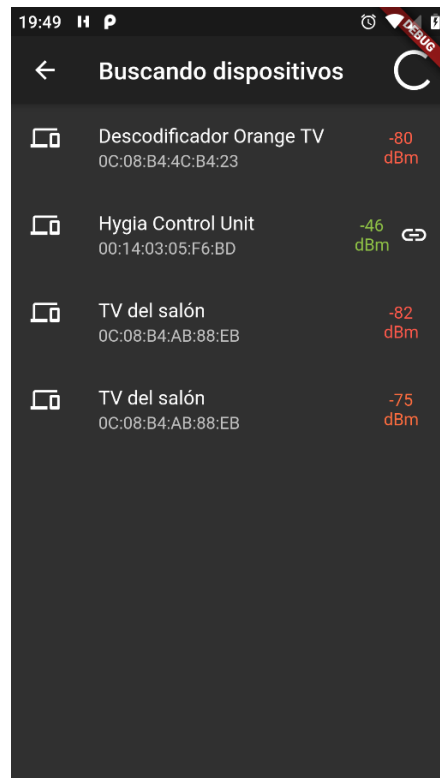 19:49
DEBUG
Buscando dispositivos
Descodificador Orange TV
0C:08:B4:4C:B4:23
-80
dBm
Hygia Control Unit
00:14:03:05:F6:BD
-46
dBm
TV del salón
0C:08:B4:AB:88:EB
-82
dBm
TV del salón
0C:08:B4:AB:88:EB
-75
dBm